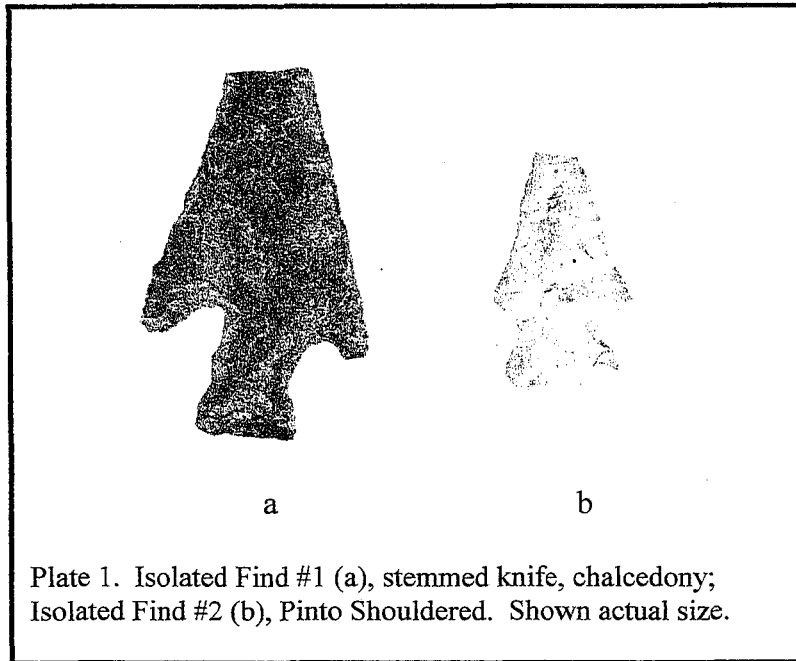 a b
Plate 1. Isolated Find #1 (a), stemmed knife, chalcedony;
Isolated Find #2 (b), Pinto Shouldered. Shown actual size.